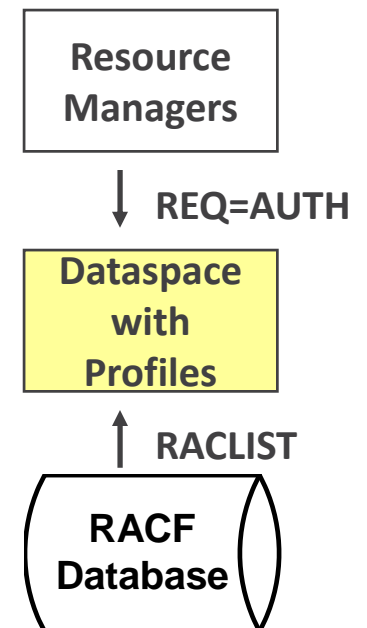 Resource
Managers
REQ=AUTH
Dataspace
with
Profiles
RACLIST
RACF
Database